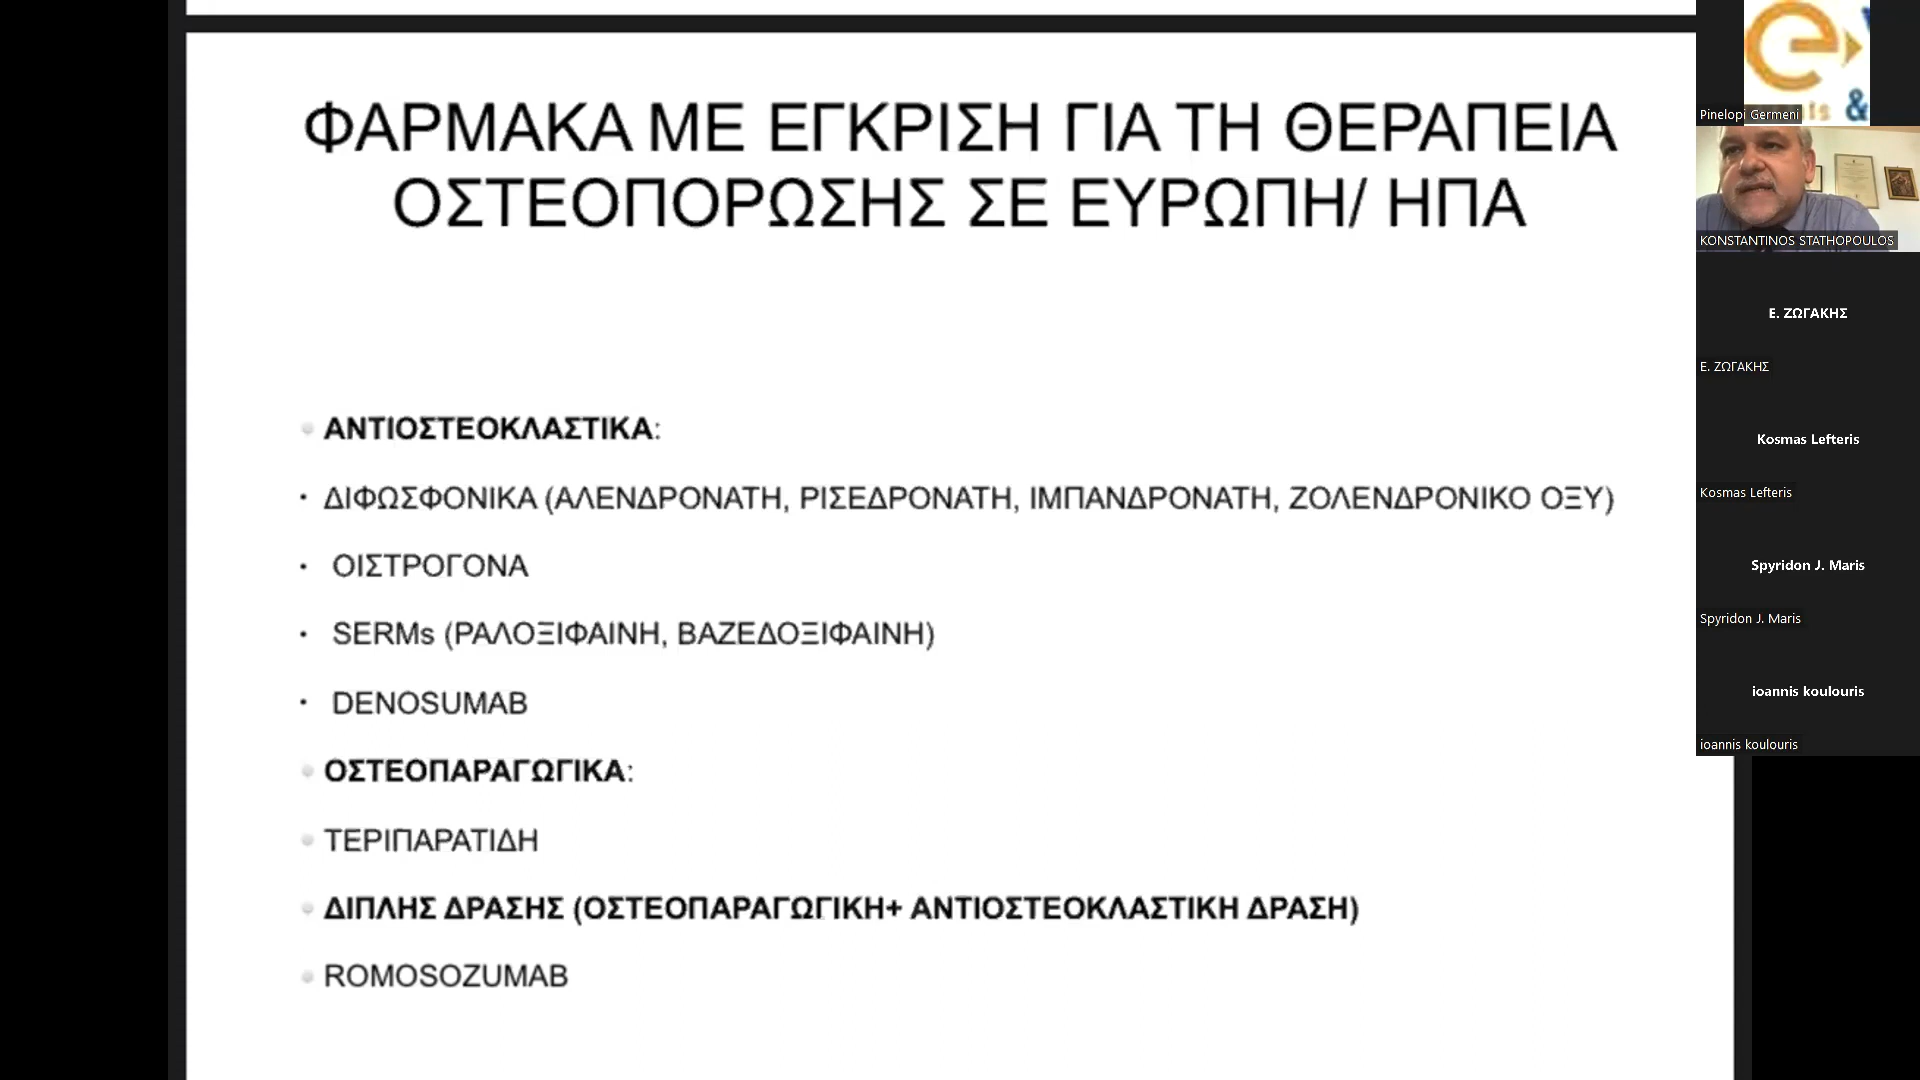 ΦΑΡΜΑΚΑ ΜΕ ΕΓΚΡΙΣΗ ΓΙΑ ΤΗ ΘΕΡΑΠΕΙΑ
ΟΣΤΕΟΠΟΡΩΣΗΣ ΣΕ ΕΥΡΩΠΗ/ ΗΠΑ
ΑΝΤΙΟΣΤΕΟΚΛΑΣΤΙΚΑ:
• ΔΙΦΩΣΦΟΝΙΚΑ (ΑΛΕΝΔΡΟΝΑΤΗ, ΡΙΣΕΔΡΟΝΑΤΗ, ΙΜΠΑΝΔΡΟΝΑΤΗ, ΖΟΛΕΝΔΡΟΝΙΚΟ ΟΞΥ)
• ΟΙΣΤΡΟΓΟΝΑ
• SERMs (ΡΑΛΟΞΙΦΑΙΝΗ, ΒΑΖΕΔΟΞΙΦΑΙΝΗ)
• DENOSUMAB
ΟΣΤΕΟΠΑΡΑΓΩΓΙΚΑ:
ΤΕΡΙΠΑΡΑΤΙΔΗ
ΔΙΠΛΗΣ ΔΡΑΣΗΣ (ΟΣΤΕΟΠΑΡΑΓΩΓΙΚΗ+ ΑΝΤΙΟΣΤΕΟΚΛΑΣΤΙΚΗ ΔΡΑΣΗ)
ROMOSOZUMAB
Pinelopi Germeni
&
KONSTANTINOS STATHOPOULOS
Ε. ΖΩΓΑΚΗΣ
Ε. ΖΩΓΑΚΗΣ
Kosmas Lefteris
Kosmas Lefteris
Spyridon J. Maris
Spyridon J. Maris
ioannis koulouris
ioannis koulouris